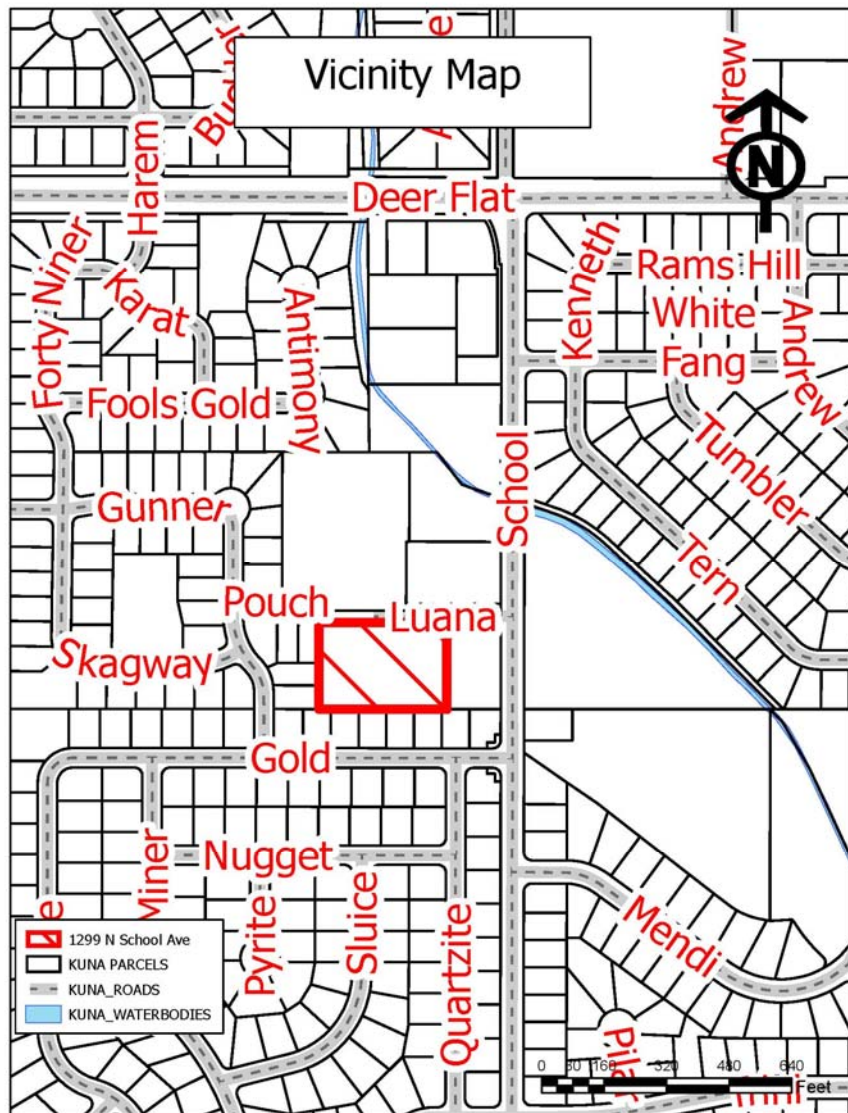 Vicinity Map
Andrew
N
Harem
Deer Flat
Forty Niner
Karat
Antimony
Kenneth
Rams Hill
White
Fang
Andrew
Fools Gold
School
Tumbler
Gunner
Tern
Pouch
Luana
Skagway
Gold
Miner
Nugget
Pyrite
Sluice
Quartzite
Mendi
1299 N School Ave
KUNA PARCELS
KUNA_ROADS
KUNA_WATERBODIES
0 80 160 320 480 640
Feet